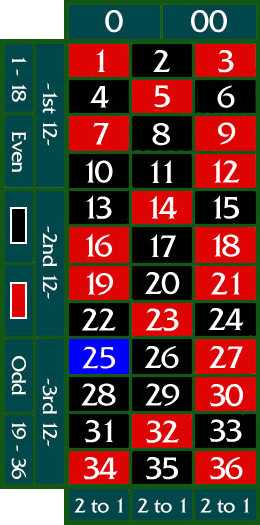 0 00
1 2 3
4 5 6
7 8 9
10 11 12
13 14 15
16 17 18
19 20 21
22 23 24
25 26 27
28 29 30
31 32 33
34 35 36
2 to 1 2 to 1 2 to 1
-1st 12-
-2nd 12-
-3rd 12-
1 - 18
Even
Odd
19 - 36